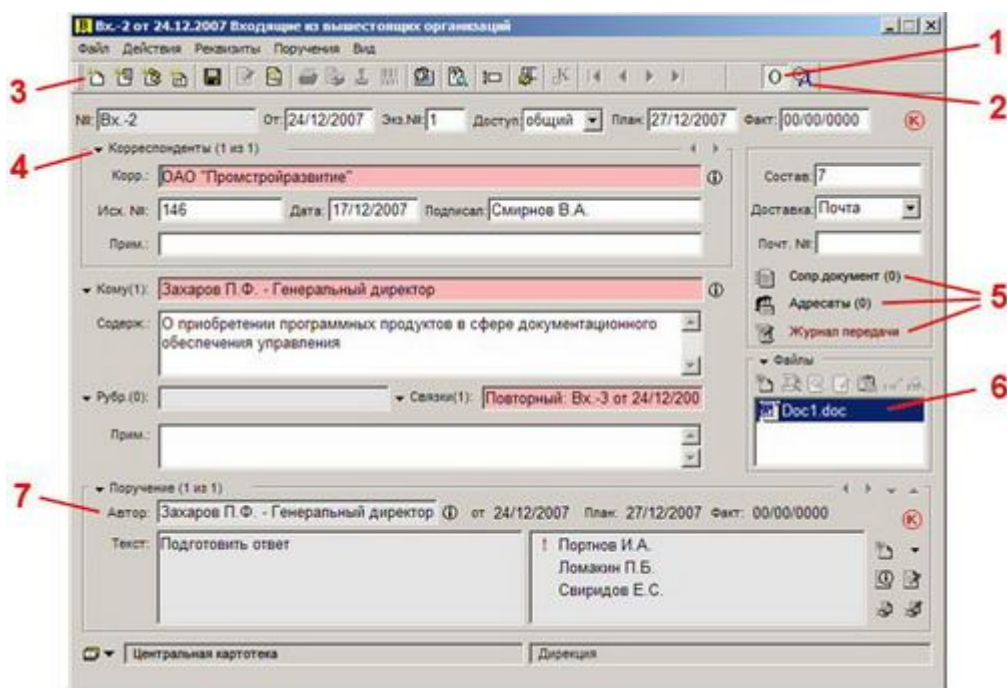 Вх.-2 от 24.12.2007 Входящие из вышестоящих организаций
Файл Действия Реквизиты Поручения Вид
1
2
3
№: Вх.-2 От: 24/12/2007 Экз.№: 1 Доступ: общий План: 27/12/2007 Факт: 00/00/0000 К
4
Корреспонденты (1 из 1)
Корр.: ОАО "Промстройразвитие"
Исх. №: 146 Дата: 17/12/2007 Подписал: Смирнов В.А.
Прим.:
Состав: 7
Доставка: Почта
Почт. №:
Сопр.документ (0)
Адресаты (0)
Журнал передачи
5
Кому(1): Захаров П.Ф. - Генеральный директор
Содерж.: О приобретении программных продуктов в сфере документационного
обеспечения управления
Файлы
Doc1.doc
6
Рубр.(0): Связки(1): Повторный: Вх.-3 от 24/12/200
Прим.:
7
Поручение (1 из 1)
Автор: Захаров П.Ф. - Генеральный директор от 24/12/2007 План: 27/12/2007 Факт: 00/00/0000 К
Текст: Подготовить ответ
! Портнов И.А.
Ломакин П.Б.
Свиридов Е.С.
Центральная картотека Дирекция